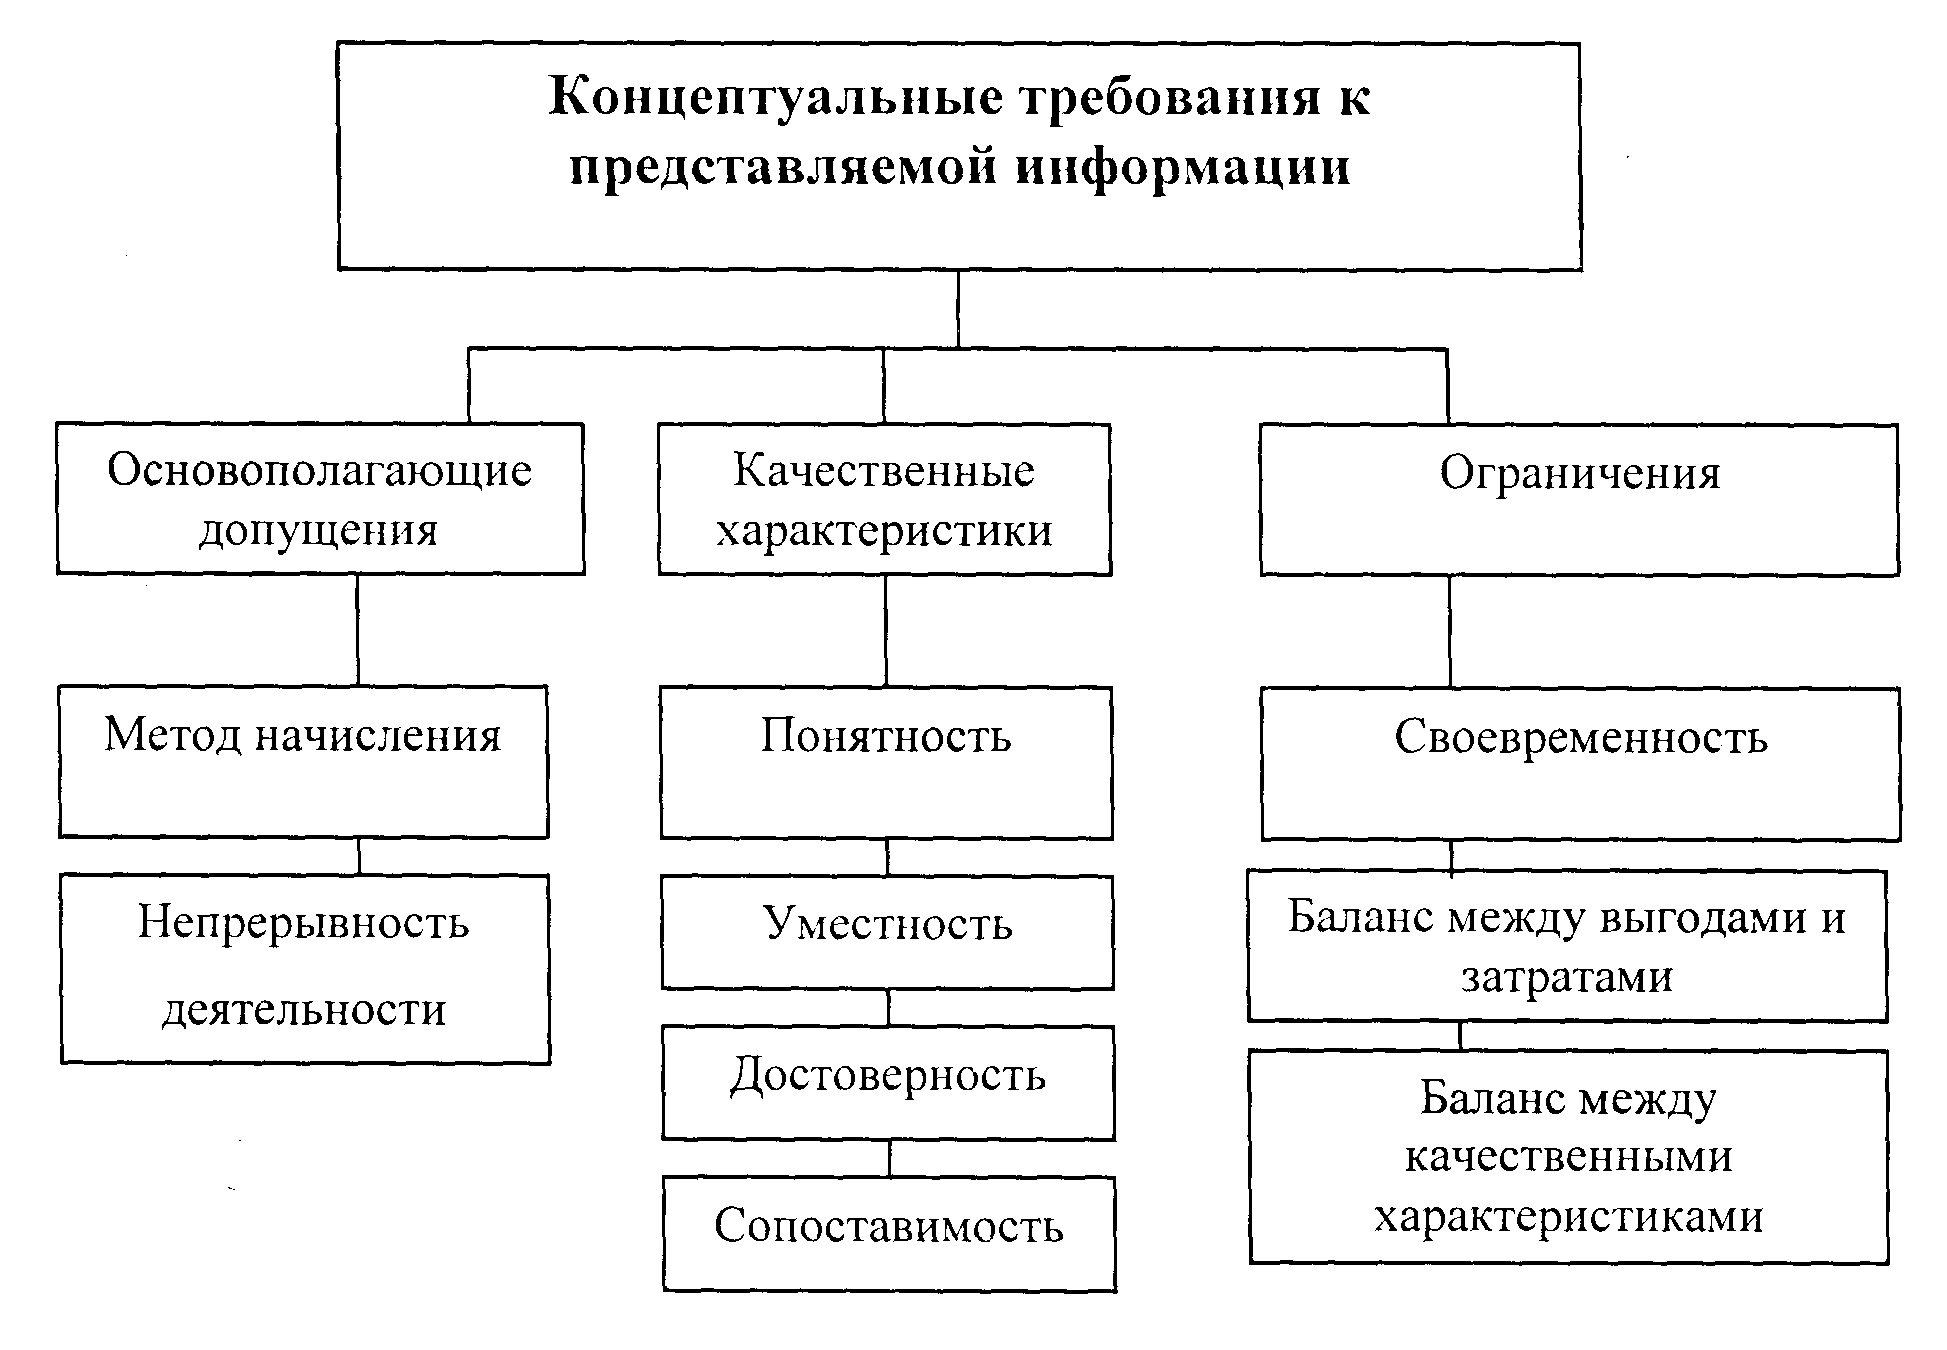 Концептуальные требования к
представляемой информации
Основополагающие
допущения
Качественные
характеристики
Ограничения
Метод начисления
Понятность
Своевременность
Непрерывность
деятельности
Уместность
Баланс между выгодами и
затратами
Достоверность
Баланс между
качественными
характеристиками
Сопоставимость